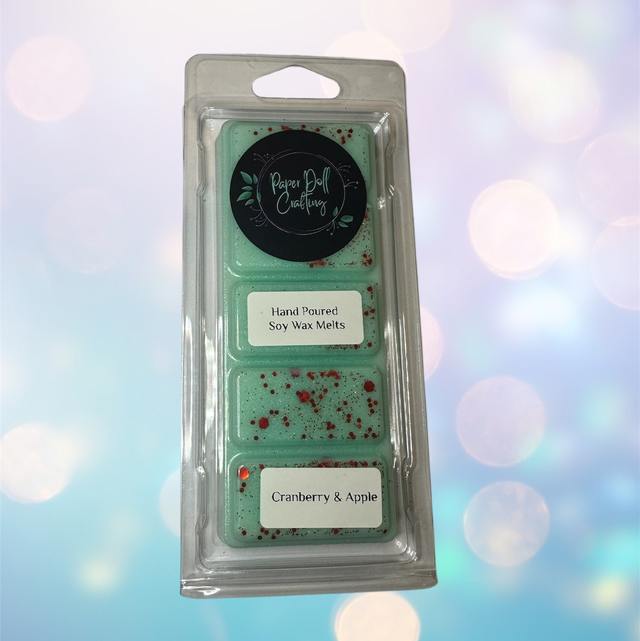 Paper Doll
Crafting
Hand Poured
Soy Wax Melts
Cranberry & Apple